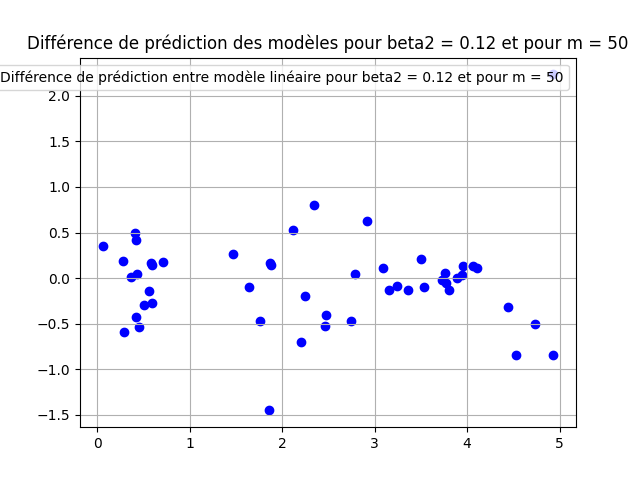 Différence de prédiction des modèles pour beta2 = 0.12 et pour m = 50
Différence de prédiction entre modèle linéaire pour beta2 = 0.12 et pour m = 50
2.0
1.5
1.0
0.5
0.0
−0.5
−1.0
−1.5
0 1 2 3 4 5